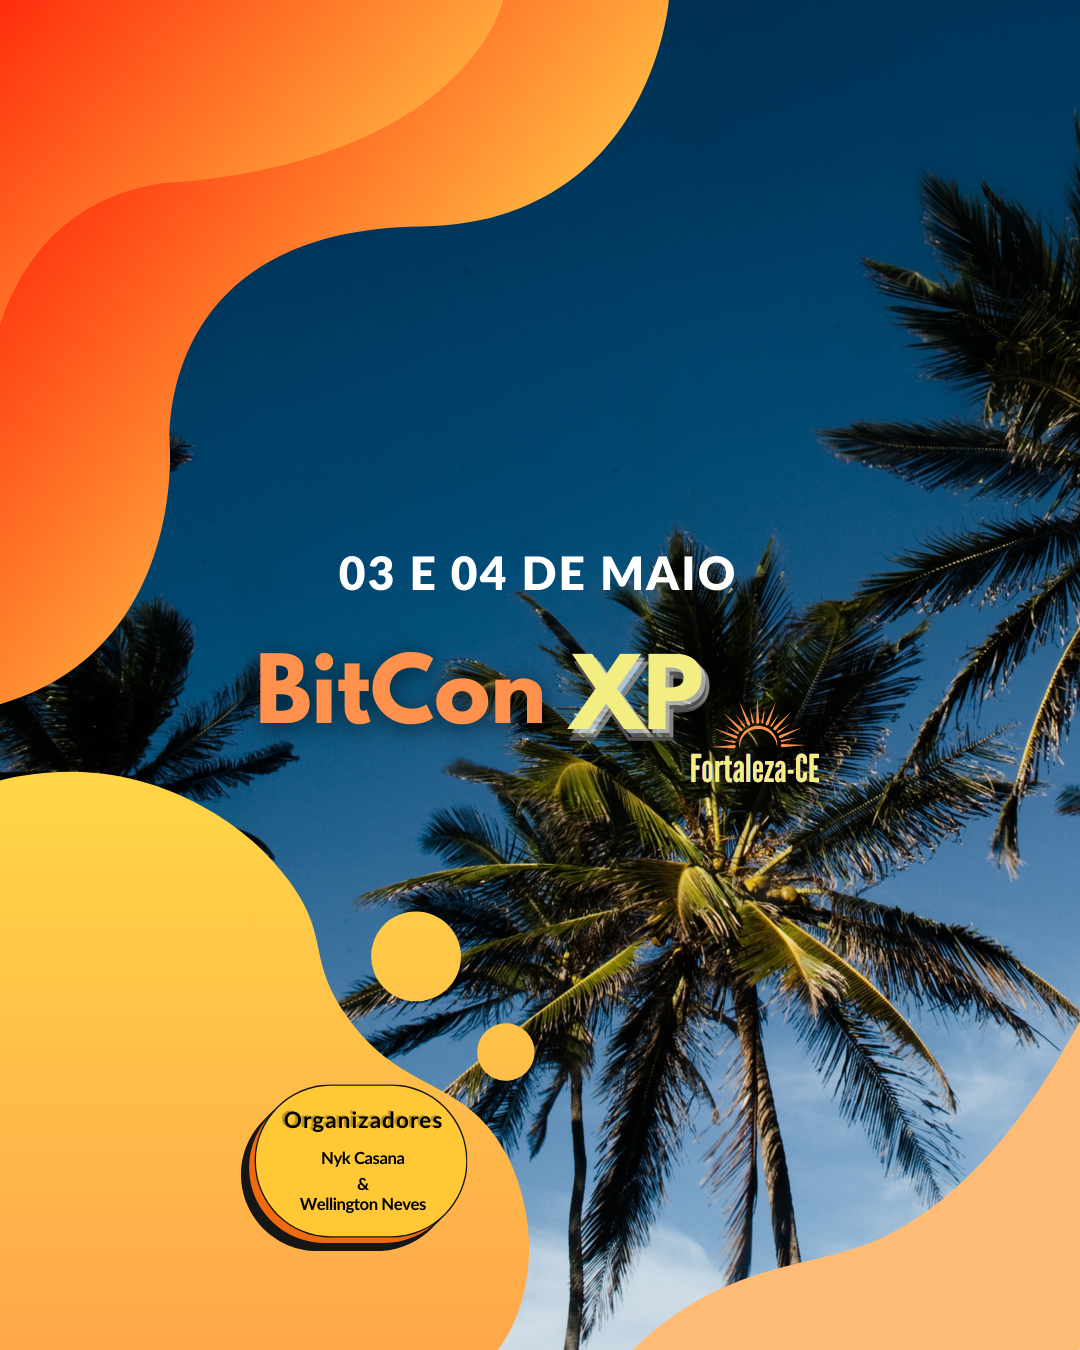 03 E 04 DE MAIO
BitCon XP
Fortaleza-CE
Organizadores
Nyk Casana
&
Wellington Neves